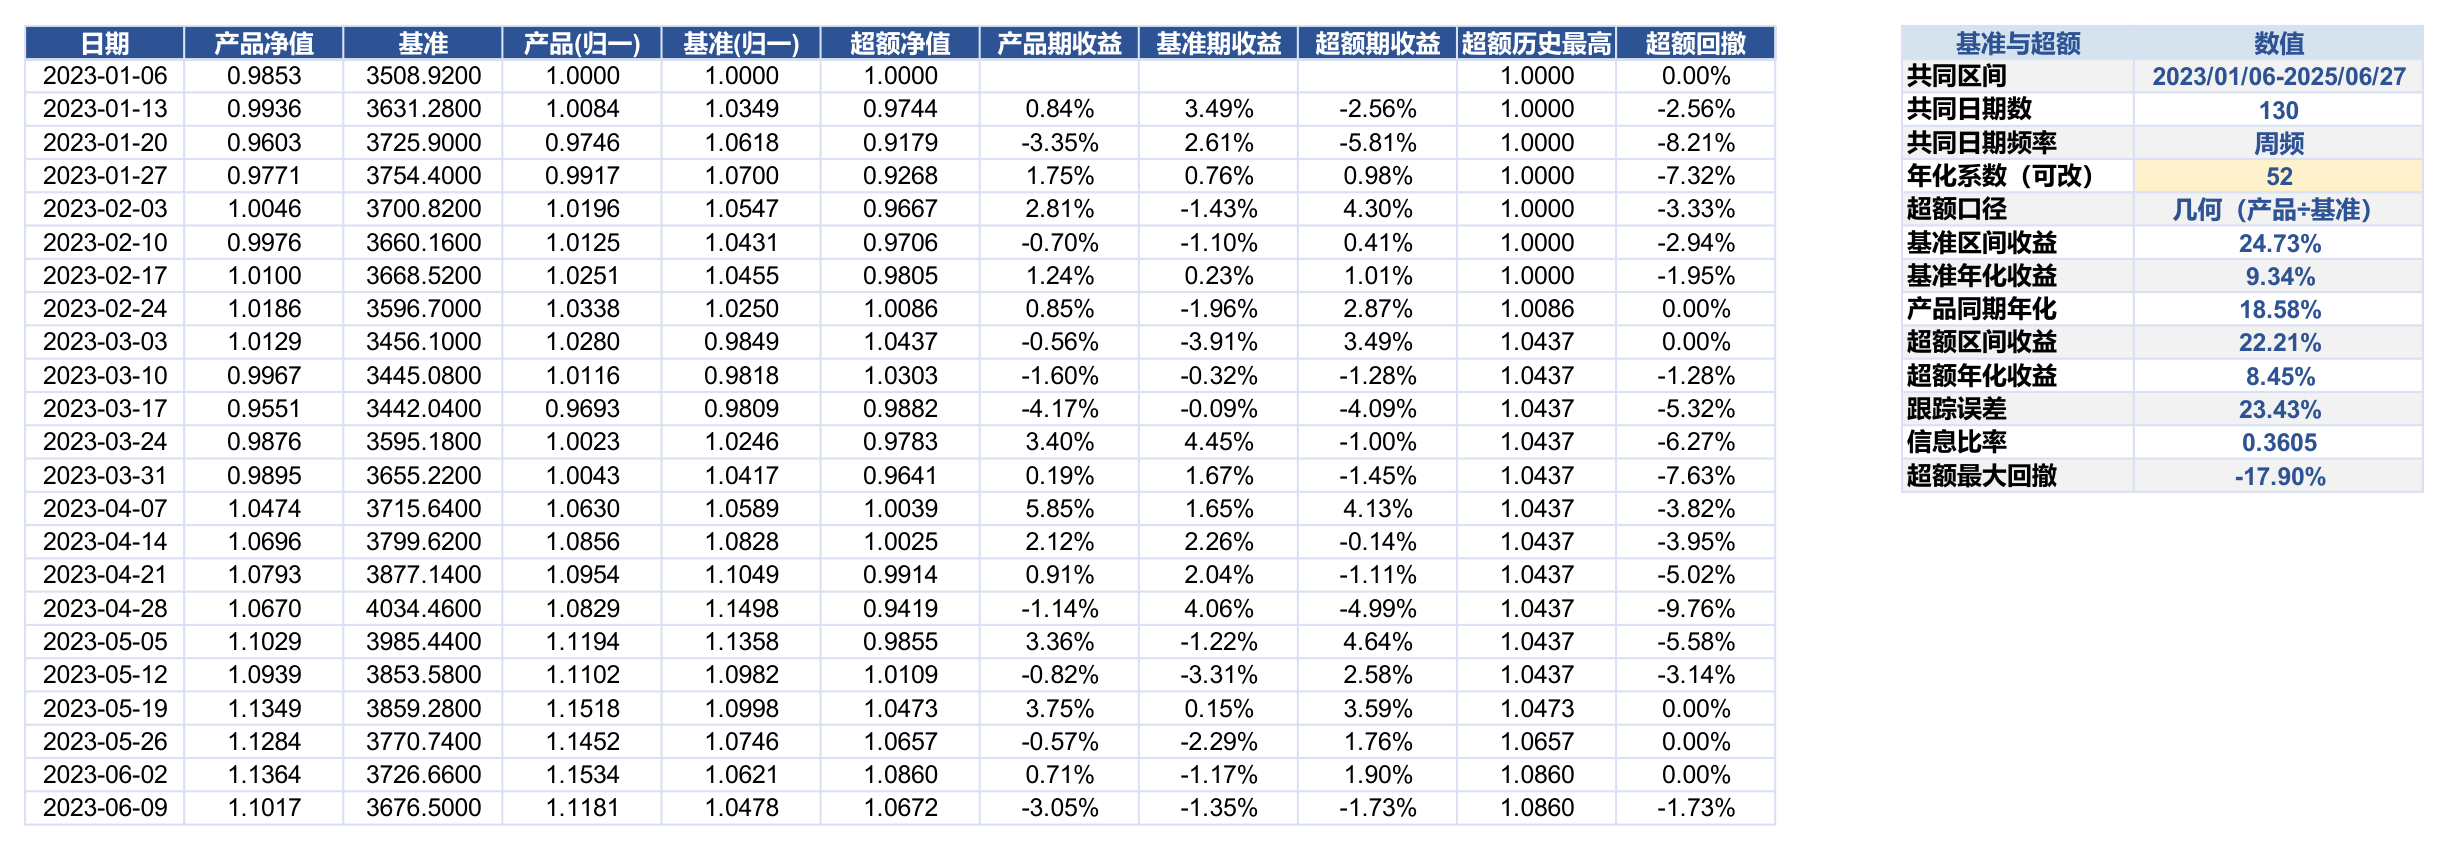 日期 产品净值 基准 产品(归一) 基准(归一) 超额净值 产品期收益 基准期收益 超额期收益 超额历史最高 超额回撤
2023-01-06 0.9853 3508.9200 1.0000 1.0000 1.0000 1.0000 0.00%
2023-01-13 0.9936 3631.2800 1.0084 1.0349 0.9744 0.84% 3.49% -2.56% 1.0000 -2.56%
2023-01-20 0.9603 3725.9000 0.9746 1.0618 0.9179 -3.35% 2.61% -5.81% 1.0000 -8.21%
2023-01-27 0.9771 3754.4000 0.9917 1.0700 0.9268 1.75% 0.76% 0.98% 1.0000 -7.32%
2023-02-03 1.0046 3700.8200 1.0196 1.0547 0.9667 2.81% -1.43% 4.30% 1.0000 -3.33%
2023-02-10 0.9976 3660.1600 1.0125 1.0431 0.9706 -0.70% -1.10% 0.41% 1.0000 -2.94%
2023-02-17 1.0100 3668.5200 1.0251 1.0455 0.9805 1.24% 0.23% 1.01% 1.0000 -1.95%
2023-02-24 1.0186 3596.7000 1.0338 1.0250 1.0086 0.85% -1.96% 2.87% 1.0086 0.00%
2023-03-03 1.0129 3456.1000 1.0280 0.9849 1.0437 -0.56% -3.91% 3.49% 1.0437 0.00%
2023-03-10 0.9967 3445.0800 1.0116 0.9818 1.0303 -1.60% -0.32% -1.28% 1.0437 -1.28%
2023-03-17 0.9551 3442.0400 0.9693 0.9809 0.9882 -4.17% -0.09% -4.09% 1.0437 -5.32%
2023-03-24 0.9876 3595.1800 1.0023 1.0246 0.9783 3.40% 4.45% -1.00% 1.0437 -6.27%
2023-03-31 0.9895 3655.2200 1.0043 1.0417 0.9641 0.19% 1.67% -1.45% 1.0437 -7.63%
2023-04-07 1.0474 3715.6400 1.0630 1.0589 1.0039 5.85% 1.65% 4.13% 1.0437 -3.82%
2023-04-14 1.0696 3799.6200 1.0856 1.0828 1.0025 2.12% 2.26% -0.14% 1.0437 -3.95%
2023-04-21 1.0793 3877.1400 1.0954 1.1049 0.9914 0.91% 2.04% -1.11% 1.0437 -5.02%
2023-04-28 1.0670 4034.4600 1.0829 1.1498 0.9419 -1.14% 4.06% -4.99% 1.0437 -9.76%
2023-05-05 1.1029 3985.4400 1.1194 1.1358 0.9855 3.36% -1.22% 4.64% 1.0437 -5.58%
2023-05-12 1.0939 3853.5800 1.1102 1.0982 1.0109 -0.82% -3.31% 2.58% 1.0437 -3.14%
2023-05-19 1.1349 3859.2800 1.1518 1.0998 1.0473 3.75% 0.15% 3.59% 1.0473 0.00%
2023-05-26 1.1284 3770.7400 1.1452 1.0746 1.0657 -0.57% -2.29% 1.76% 1.0657 0.00%
2023-06-02 1.1364 3726.6600 1.1534 1.0621 1.0860 0.71% -1.17% 1.90% 1.0860 0.00%
2023-06-09 1.1017 3676.5000 1.1181 1.0478 1.0672 -3.05% -1.35% -1.73% 1.0860 -1.73%
基准与超额 数值
共同区间 2023/01/06-2025/06/27
共同日期数 130
共同日期频率 周频
年化系数（可改） 52
超额口径 几何（产品÷基准）
基准区间收益 24.73%
基准年化收益 9.34%
产品同期年化 18.58%
超额区间收益 22.21%
超额年化收益 8.45%
跟踪误差 23.43%
信息比率 0.3605
超额最大回撤 -17.90%